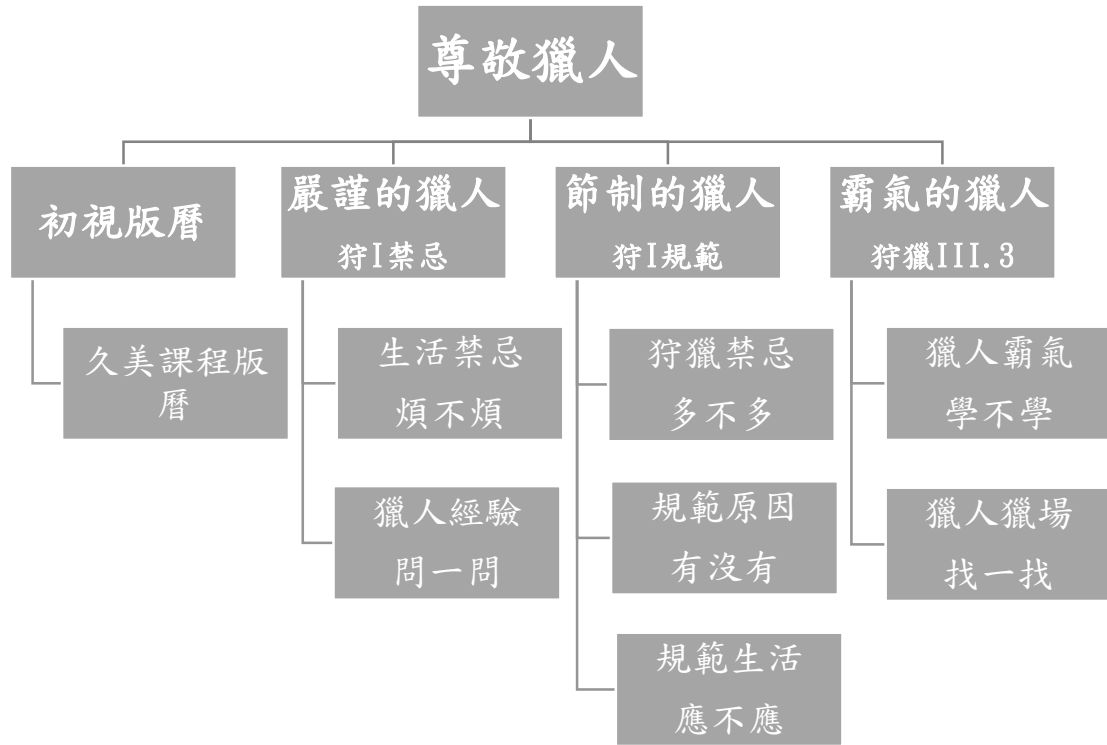 尊敬獵人
初視版曆
久美課程版
曆
嚴謹的獵人
狩I禁忌
生活禁忌
煩不煩
獵人經驗
問一問
節制的獵人
狩I規範
狩獵禁忌
多不多
規範原因
有沒有
規範生活
應不應
霸氣的獵人
狩獵III.3
獵人霸氣
學不學
獵人獵場
找一找